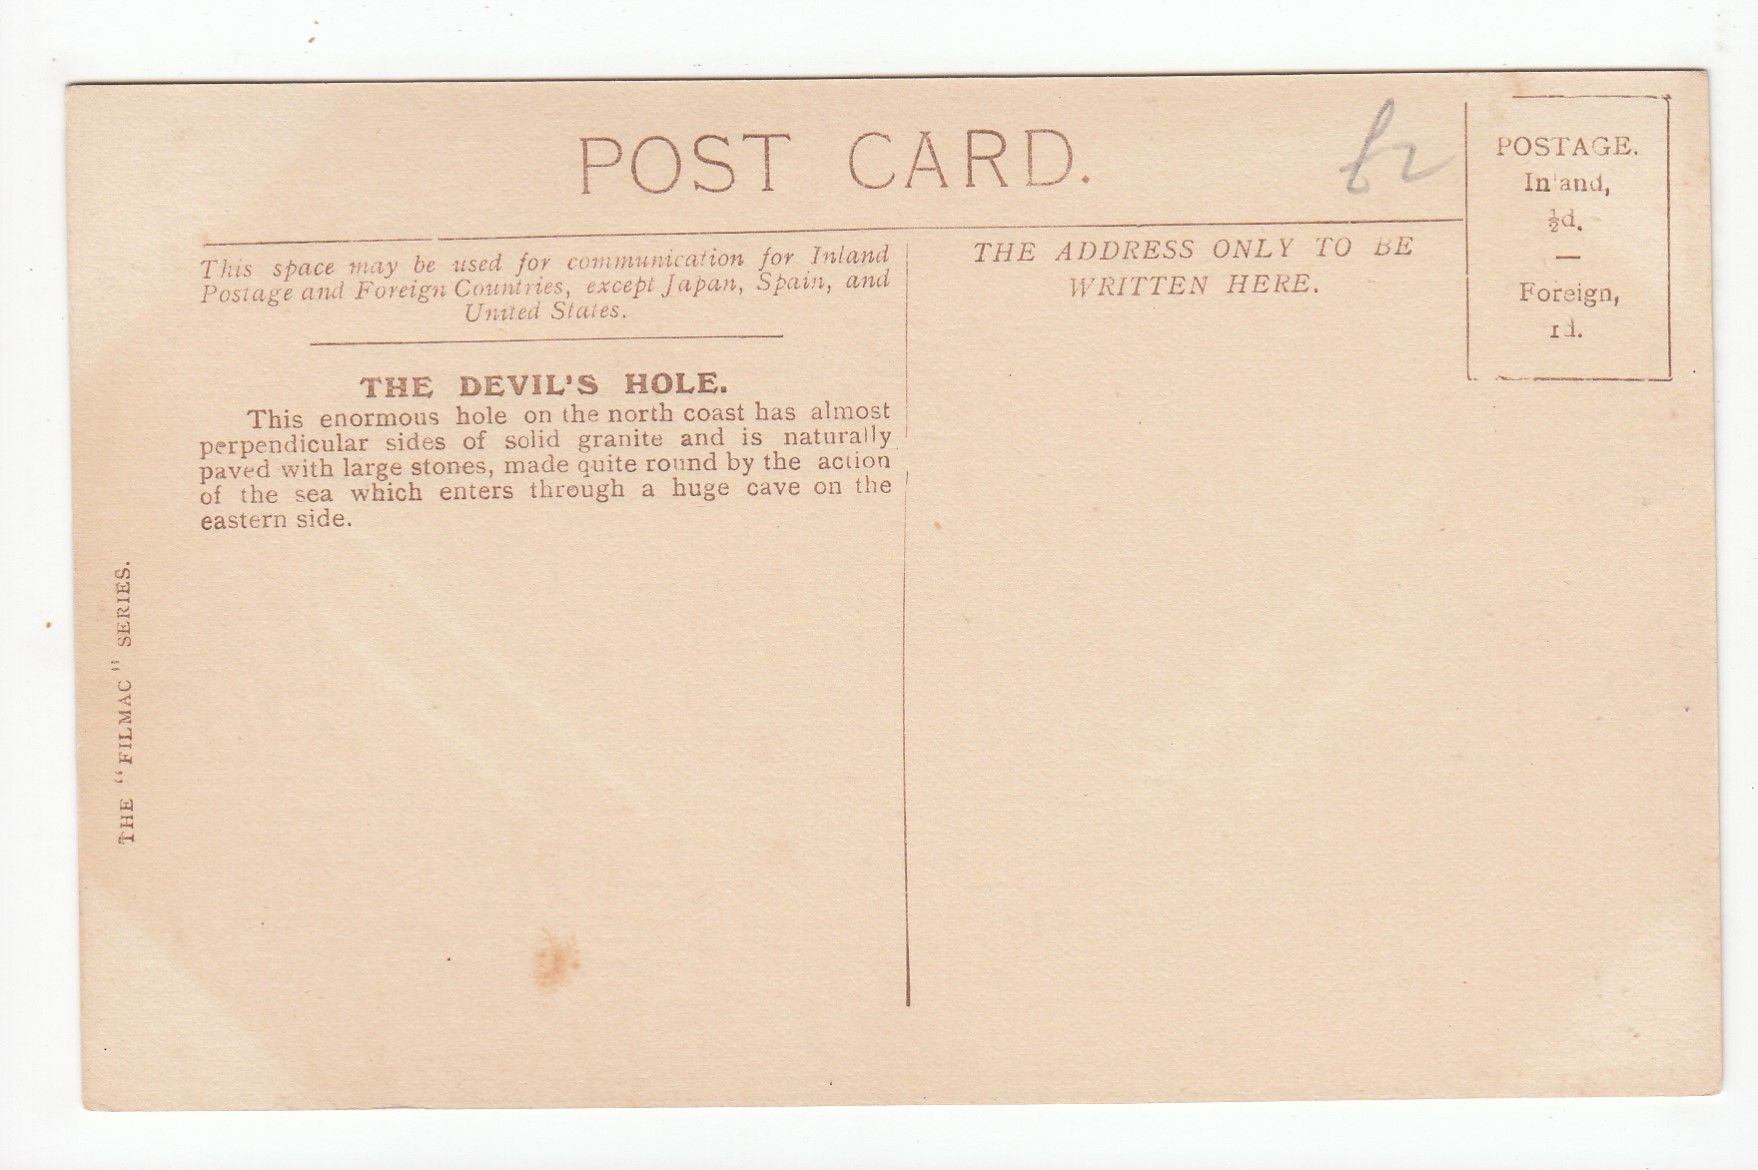 POST CARD.
POSTAGE.
Inland,
½d.
—
Foreign,
1d.
This space may be used for communication for Inland
Postage and Foreign Countries, except Japan, Spain, and
United States.
THE ADDRESS ONLY TO BE
WRITTEN HERE.
THE DEVIL'S HOLE.
This enormous hole on the north coast has almost
perpendicular sides of solid granite and is naturally
paved with large stones, made quite round by the action
of the sea which enters through a huge cave on the
eastern side.
THE "FILMAC" SERIES.